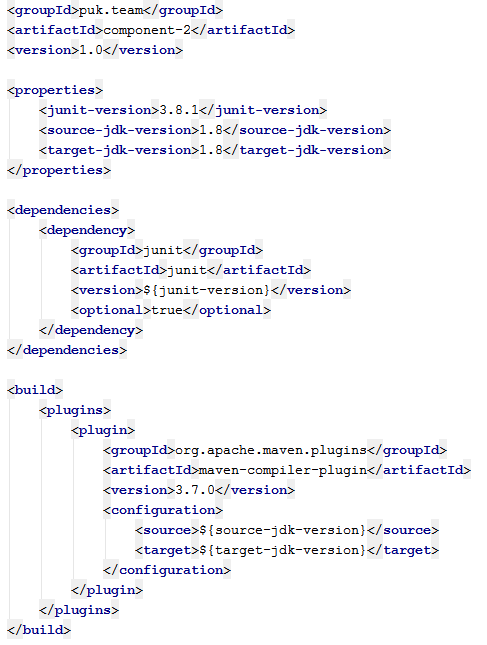 <groupId>puk.team</groupId>
<artifactId>component-2</artifactId>
<version>1.0</version>

<properties>
    <junit-version>3.8.1</junit-version>
    <source-jdk-version>1.8</source-jdk-version>
    <target-jdk-version>1.8</target-jdk-version>
</properties>

<dependencies>
    <dependency>
        <groupId>junit</groupId>
        <artifactId>junit</artifactId>
        <version>${junit-version}</version>
        <optional>true</optional>
    </dependency>
</dependencies>

<build>
    <plugins>
        <plugin>
            <groupId>org.apache.maven.plugins</groupId>
            <artifactId>maven-compiler-plugin</artifactId>
            <version>3.7.0</version>
            <configuration>
                <source>${source-jdk-version}</source>
                <target>${target-jdk-version}</target>
            </configuration>
        </plugin>
    </plugins>
</build>